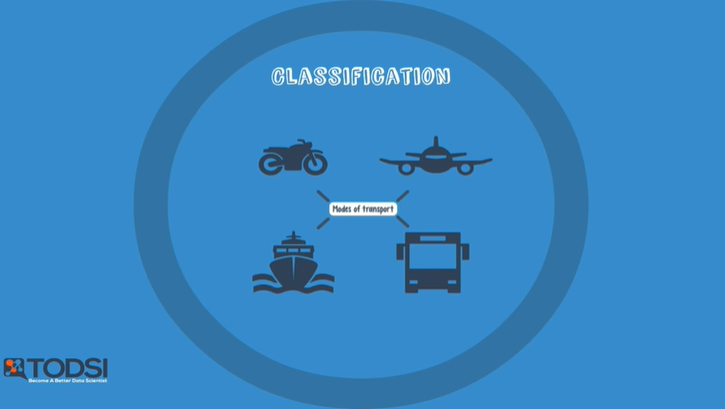 CLASSIFICATION
Modes of transport
TODSI
Become A Better Data Scientist